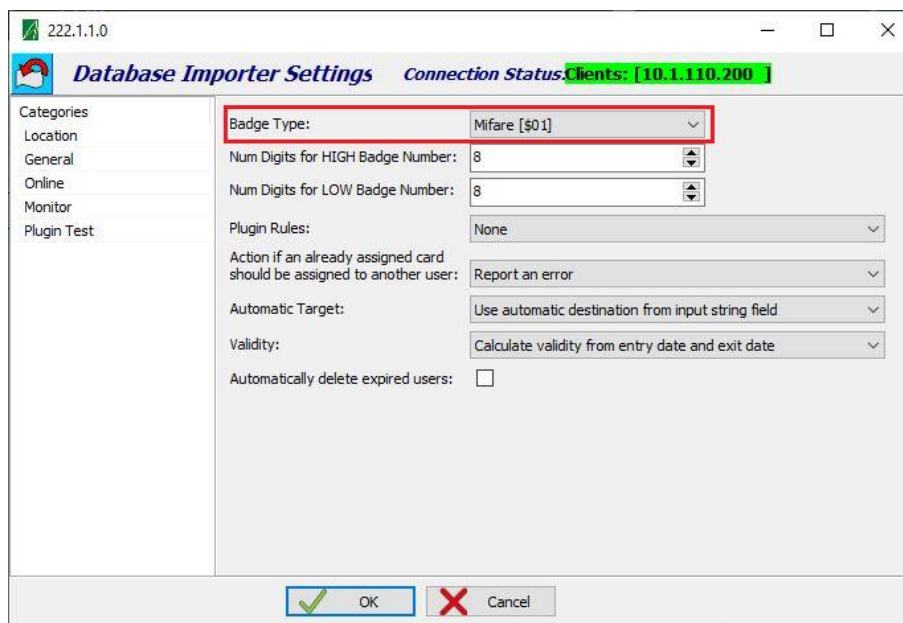 222.1.1.0
Database Importer Settings Connection Status: Clients: [10.1.110.200 ]
Categories
Location
General
Online
Monitor
Plugin Test
Badge Type: Mifare [$01]
Num Digits for HIGH Badge Number: 8
Num Digits for LOW Badge Number: 8
Plugin Rules: None
Action if an already assigned card
should be assigned to another user: Report an error
Automatic Target: Use automatic destination from input string field
Validity: Calculate validity from entry date and exit date
Automatically delete expired users:
OK Cancel